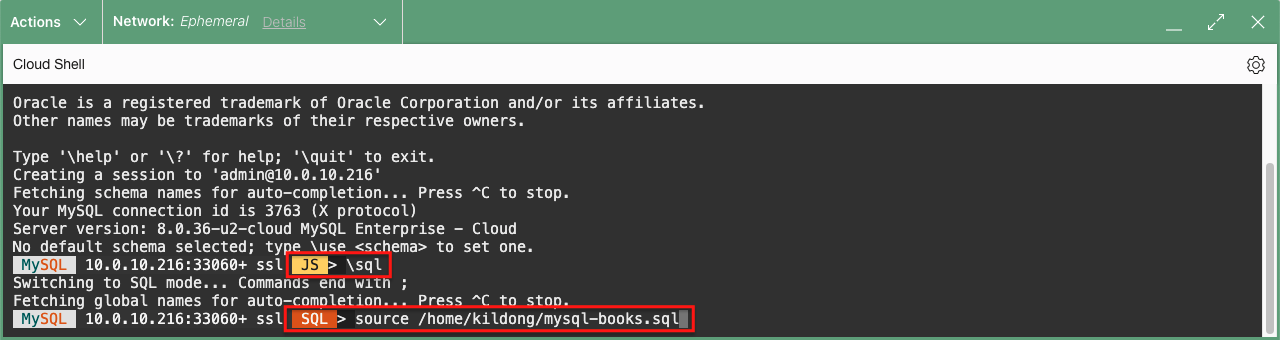 Actions Network: Ephemeral Details
Cloud Shell
Oracle is a registered trademark of Oracle Corporation and/or its affiliates.
Other names may be trademarks of their respective owners.
Type '\help' or '\?' for help; '\quit' to exit.
Creating a session to 'admin@10.0.10.216'
Fetching schema names for auto-completion... Press ^C to stop.
Your MySQL connection id is 3763 (X protocol)
Server version: 8.0.36-u2-cloud MySQL Enterprise - Cloud
No default schema selected; type \use <schema> to set one.
MySQL 10.0.10.216:33060+ ssl JS > \sql
Switching to SQL mode... Commands end with ;
Fetching global names for auto-completion... Press ^C to stop.
MySQL 10.0.10.216:33060+ ssl SQL > source /home/kildong/mysql-books.sql